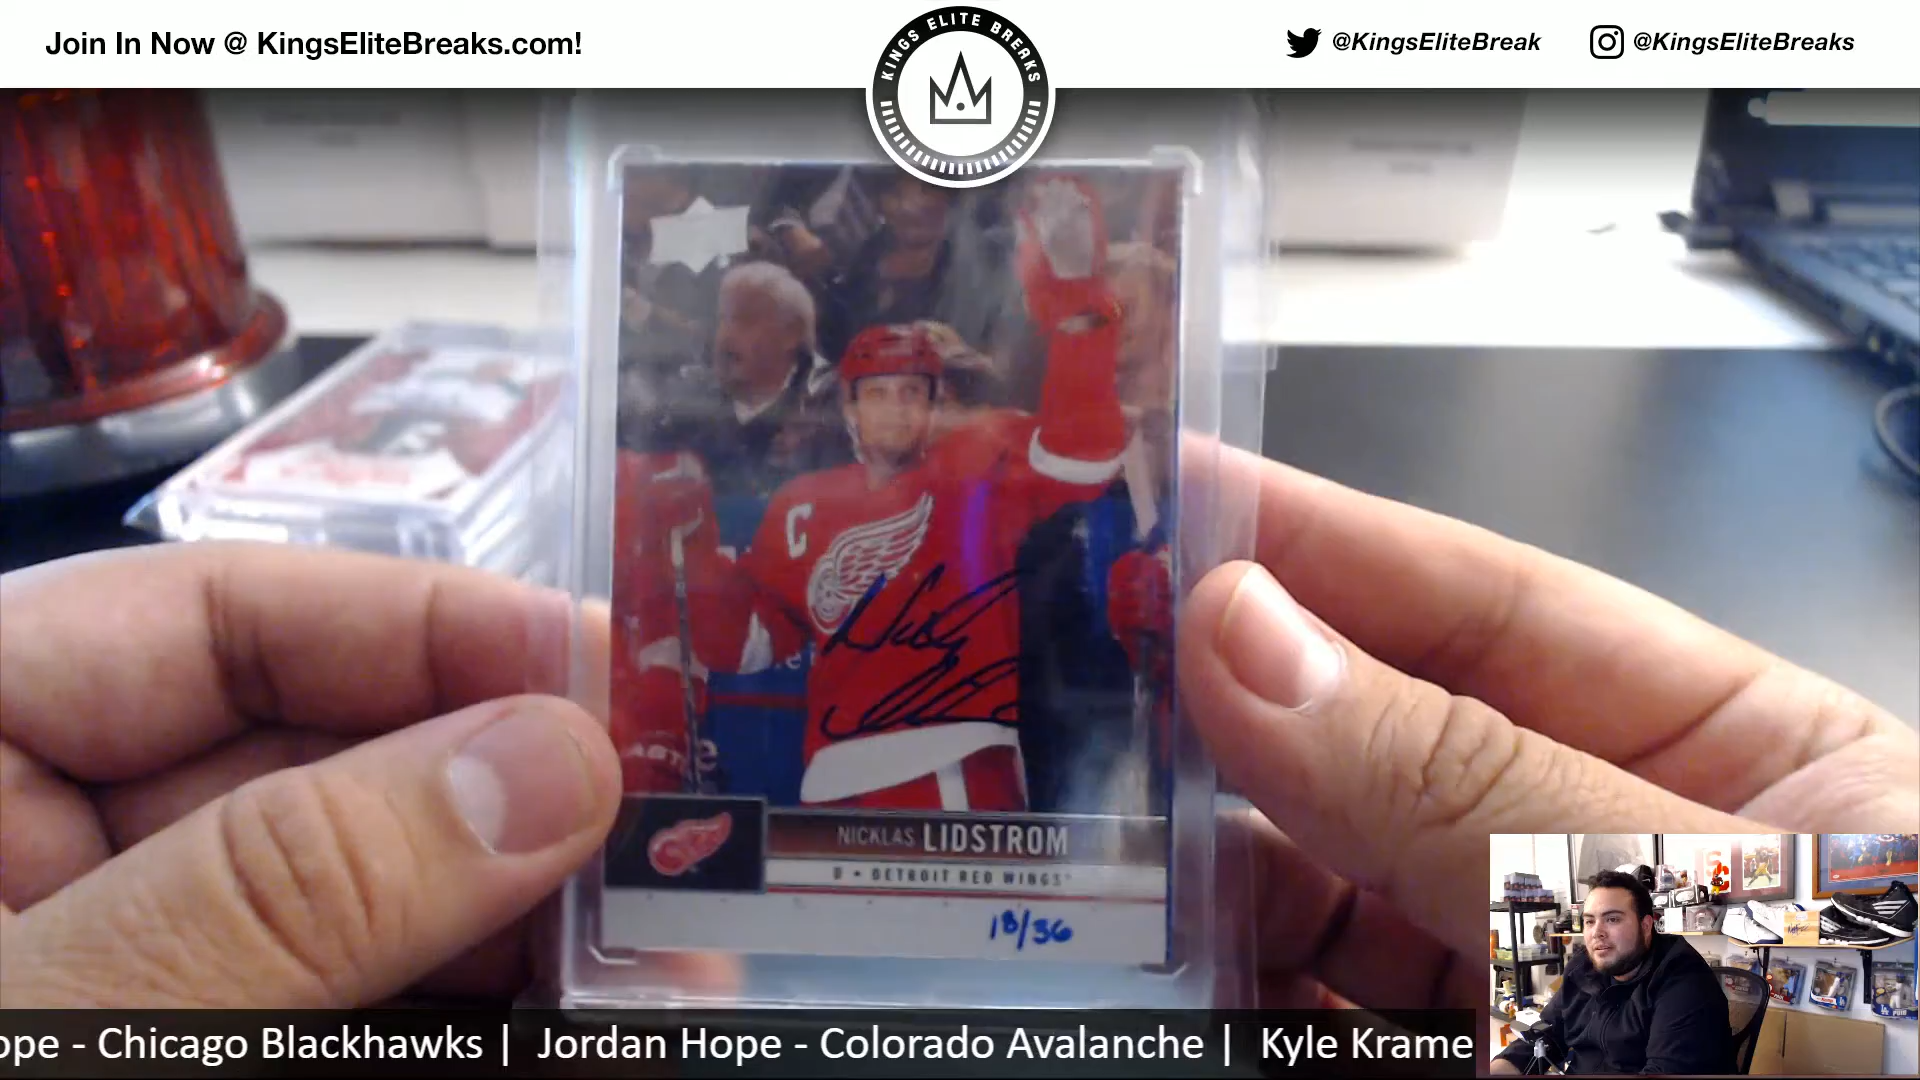 Join In Now @ KingsEliteBreaks.com!
KINGS ELITE BREAKS
@KingsEliteBreak
@KingsEliteBreaks
C
NICKLAS LIDSTROM
D • DETROIT RED WINGS
18/36
ope - Chicago Blackhawks | Jordan Hope - Colorado Avalanche | Kyle Krame